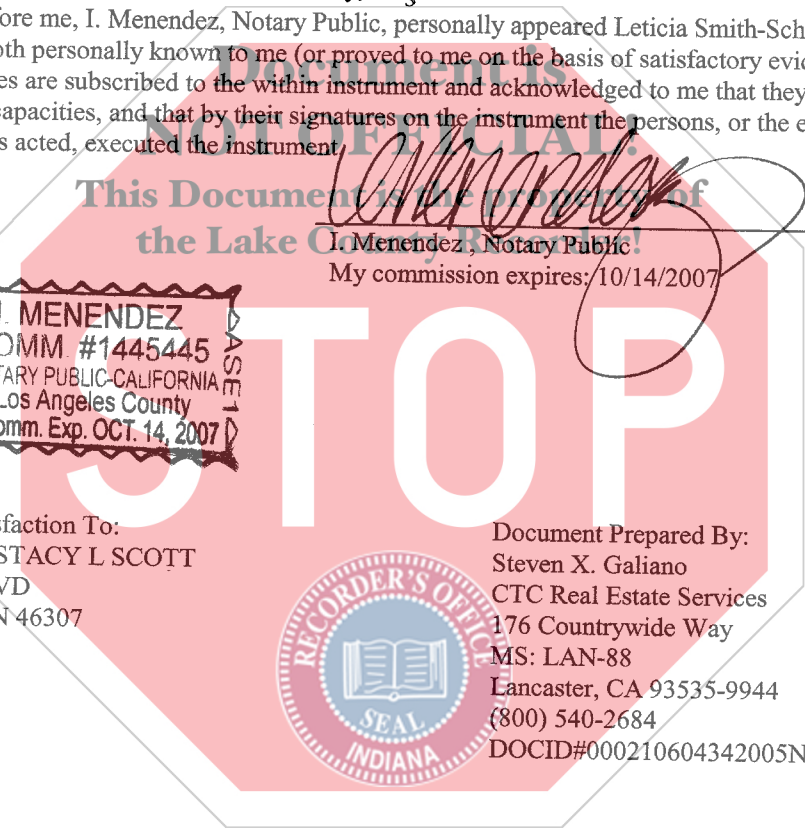 fore me, I. Menendez, Notary Public, personally appeared Leticia Smith-Sch
oth personally known to me (or proved to me on the basis of satisfactory evid
es are subscribed to the within instrument and acknowledged to me that they
capacities, and that by their signatures on the instrument the persons, or the e
s acted, executed the instrument
Document is
NOT OFFICIAL!
This Document is the property of
the Lake County Recorder!
I. Menendez, Notary Public
My commission expires: 10/14/2007
I. MENENDEZ
OMM. #1445445
TARY PUBLIC-CALIFORNIA
Los Angeles County
omm. Exp. OCT. 14, 2007
STOP
sfaction To:
STACY L SCOTT
VD
N 46307
Document Prepared By:
Steven X. Galiano
CTC Real Estate Services
176 Countrywide Way
MS: LAN-88
Lancaster, CA 93535-9944
(800) 540-2684
DOCID#000210604342005N
RECORDER'S OFFICE
SEAL
INDIANA